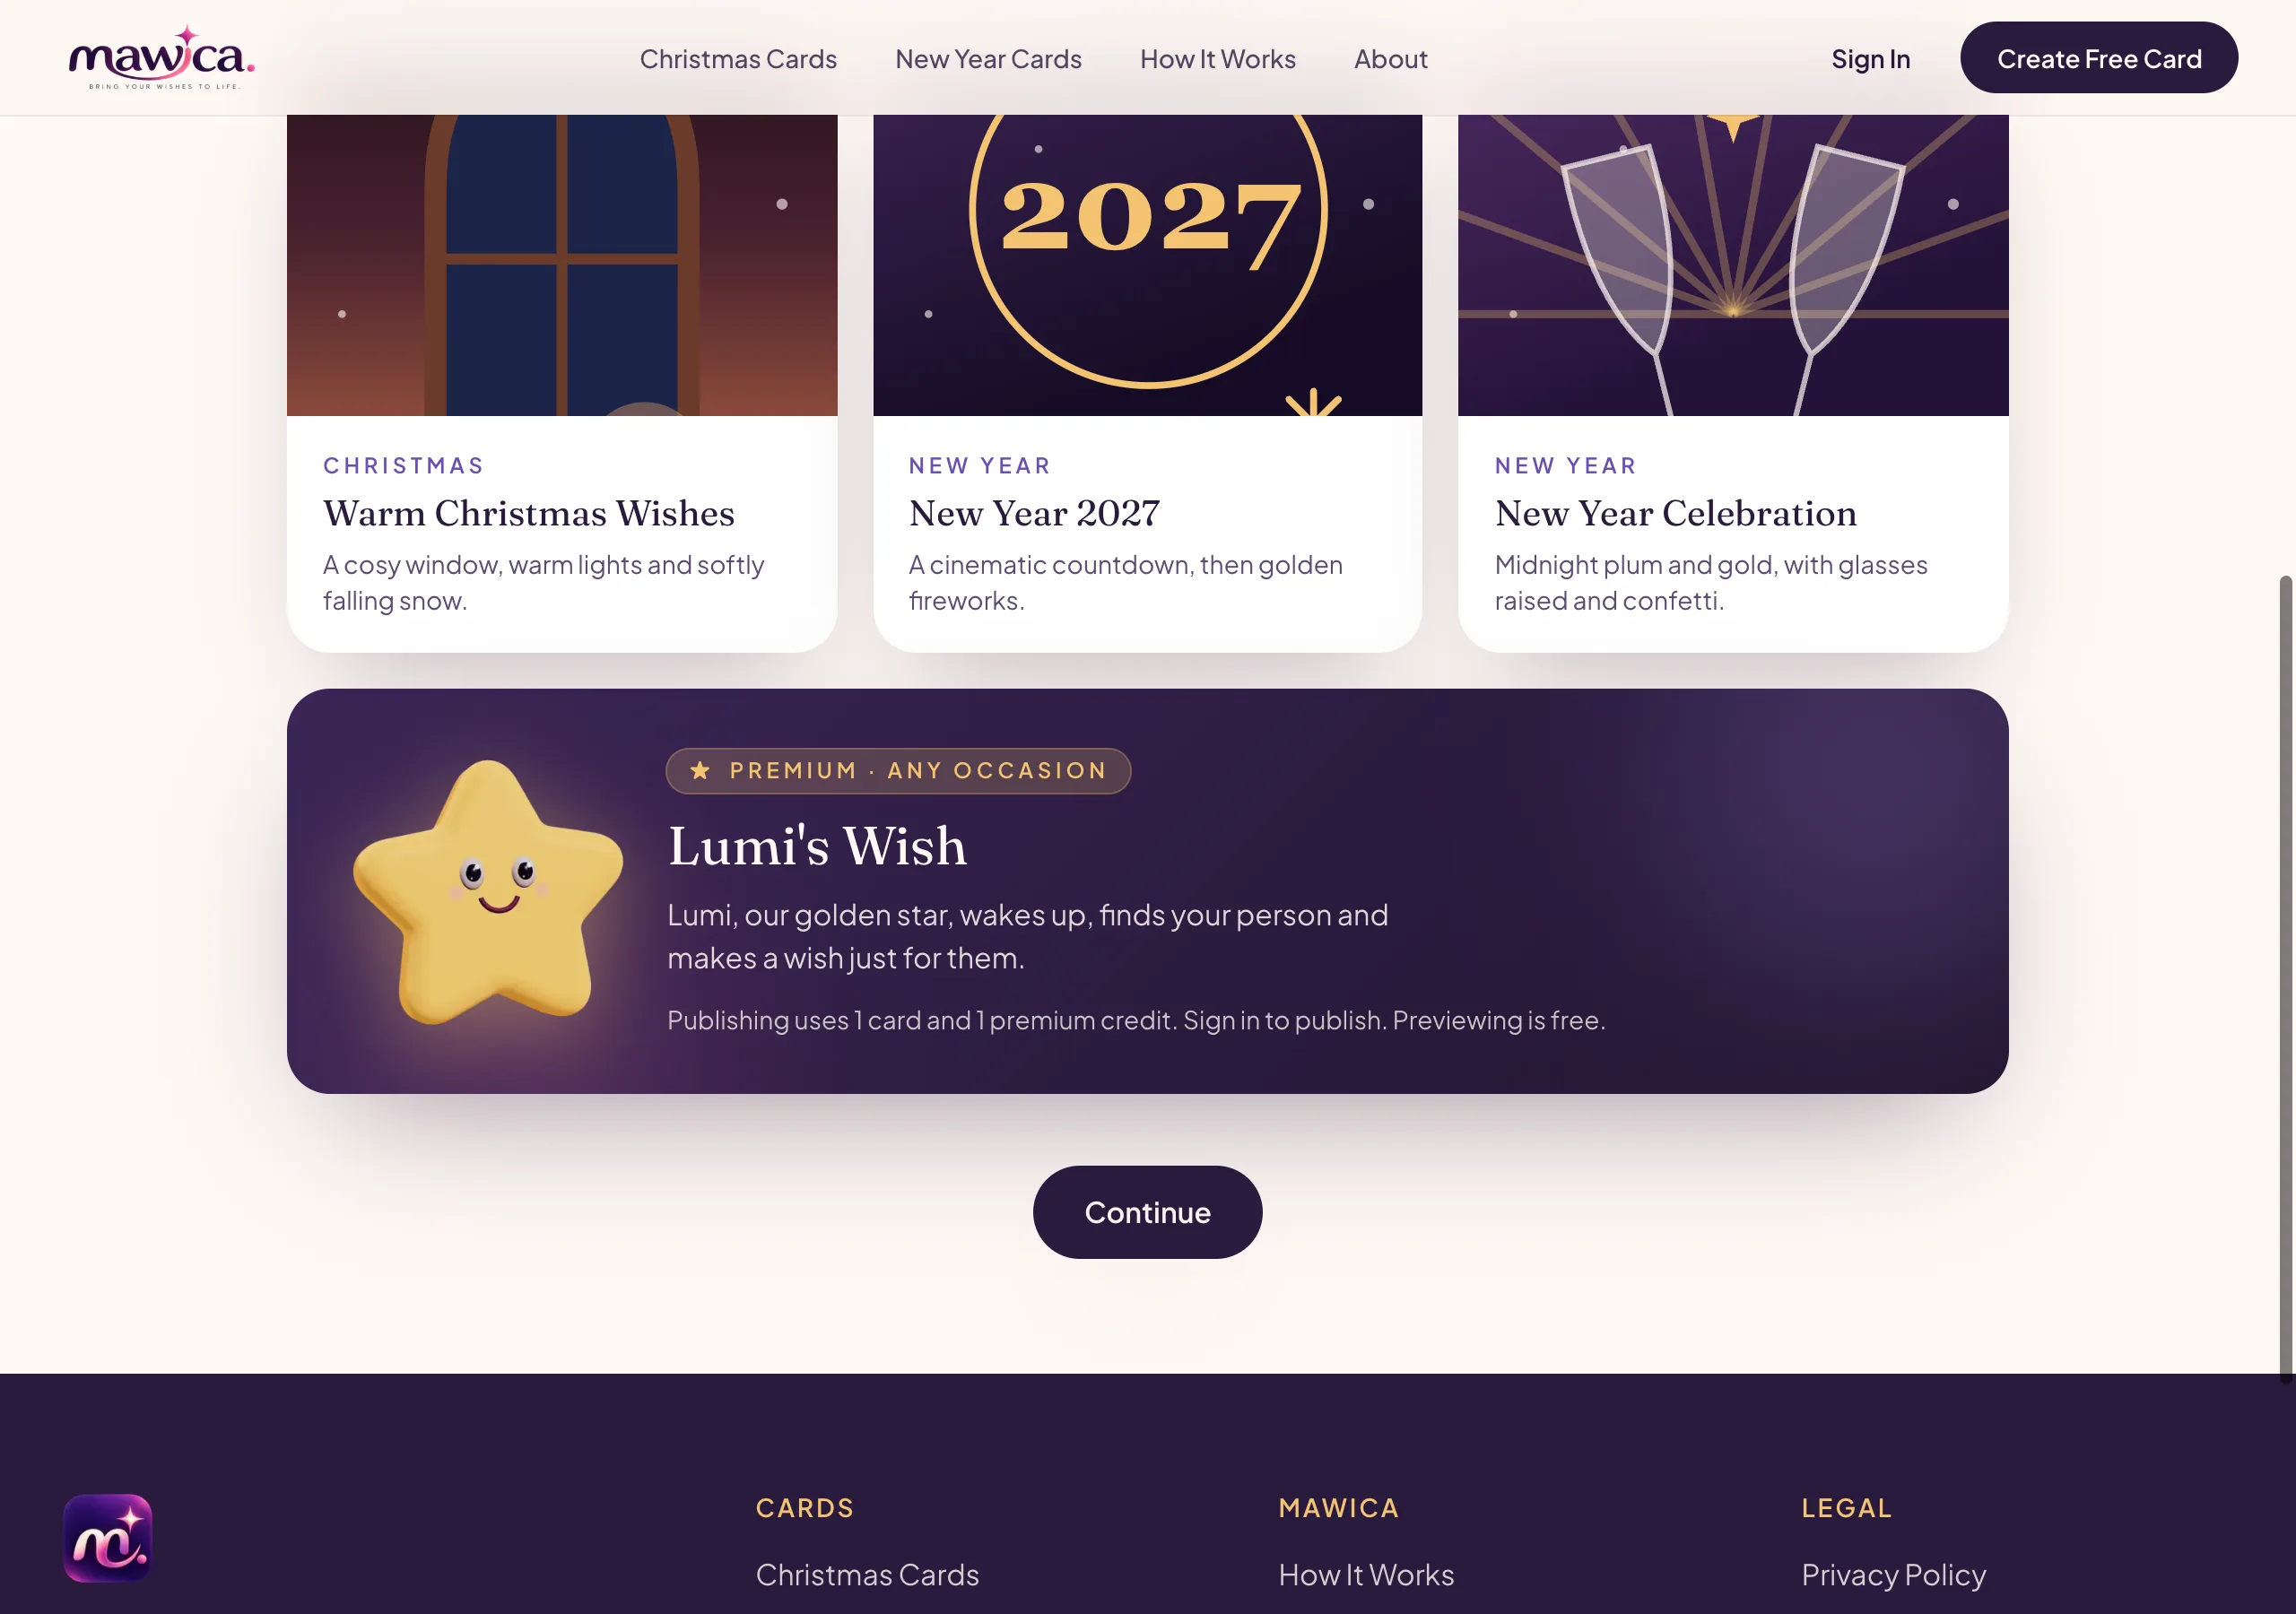 mawica.
BRING YOUR WISHES TO LIFE.
Christmas Cards
New Year Cards
How It Works
About
Sign In
Create Free Card
2027
CHRISTMAS
Warm Christmas Wishes
A cosy window, warm lights and softly
falling snow.
NEW YEAR
New Year 2027
A cinematic countdown, then golden
fireworks.
NEW YEAR
New Year Celebration
Midnight plum and gold, with glasses
raised and confetti.
PREMIUM · ANY OCCASION
Lumi's Wish
Lumi, our golden star, wakes up, finds your person and
makes a wish just for them.
Publishing uses 1 card and 1 premium credit. Sign in to publish. Previewing is free.
Continue
m.
CARDS
Christmas Cards
MAWICA
How It Works
LEGAL
Privacy Policy